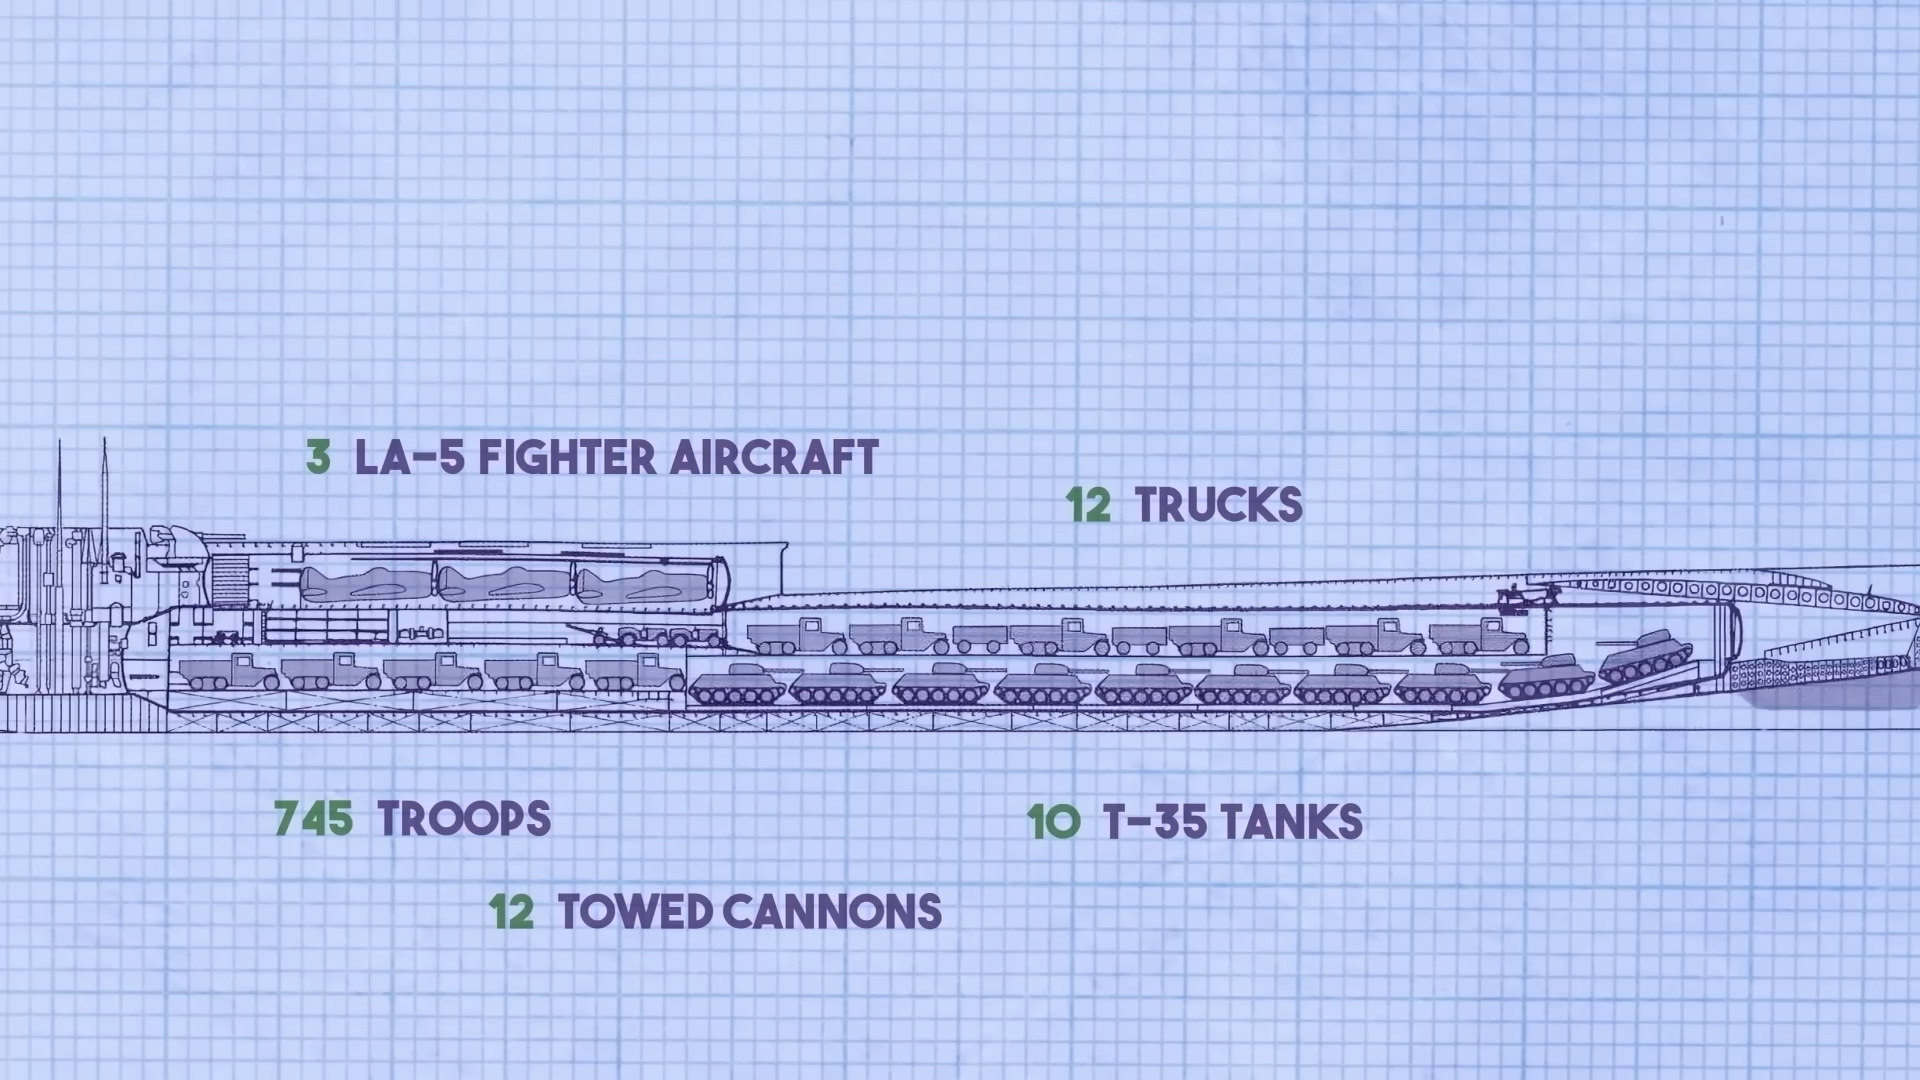 3 LA-5 FIGHTER AIRCRAFT
12 TRUCKS
745 TROOPS
10 T-35 TANKS
12 TOWED CANNONS